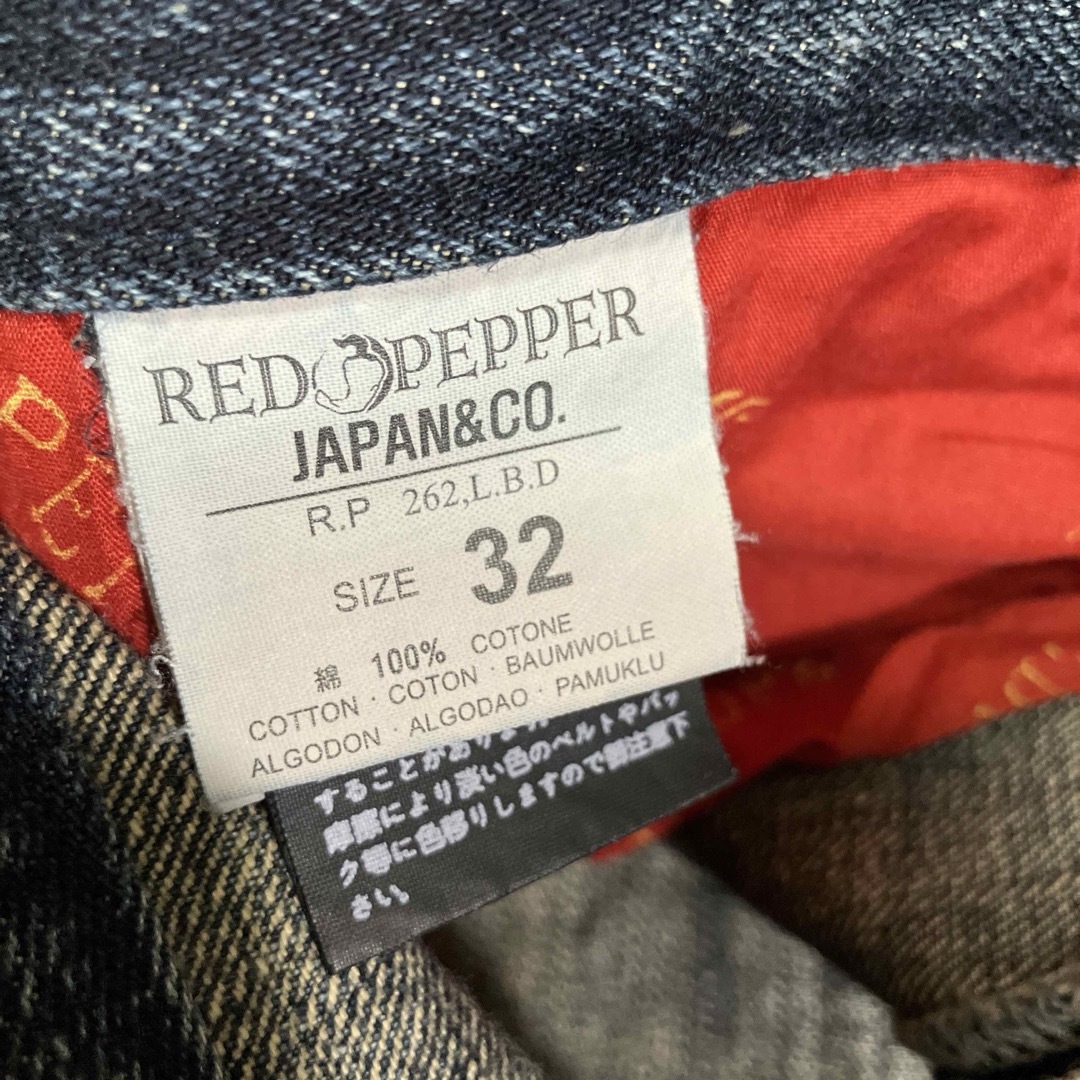 RED PEPPER
JAPAN&CO.
R.P 262,L.B.D
SIZE 32
綿 100% COTONE
COTTON · COTON · BAUMWOLLE
ALGODON · ALGODAO · PAMUKLU
することがあります
摩擦により淡い色のベルトやバッ
ク等に色移りしますので御注意下
さい。